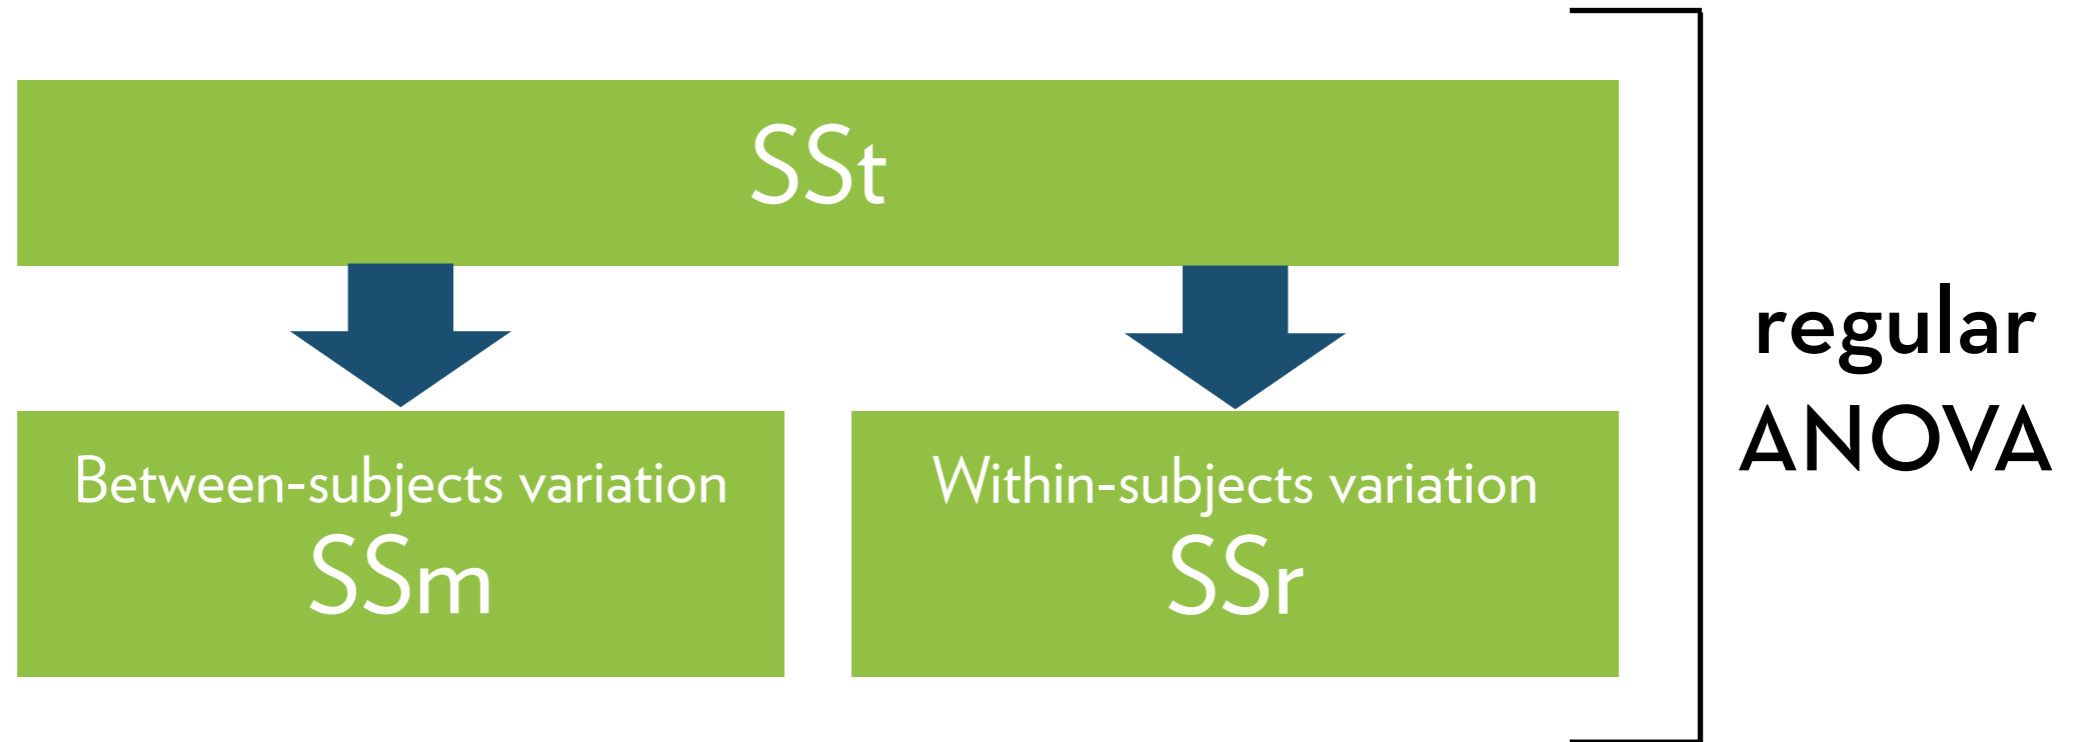 SSt
Between-subjects variation
SSm
Within-subjects variation
SSr
regular
ANOVA